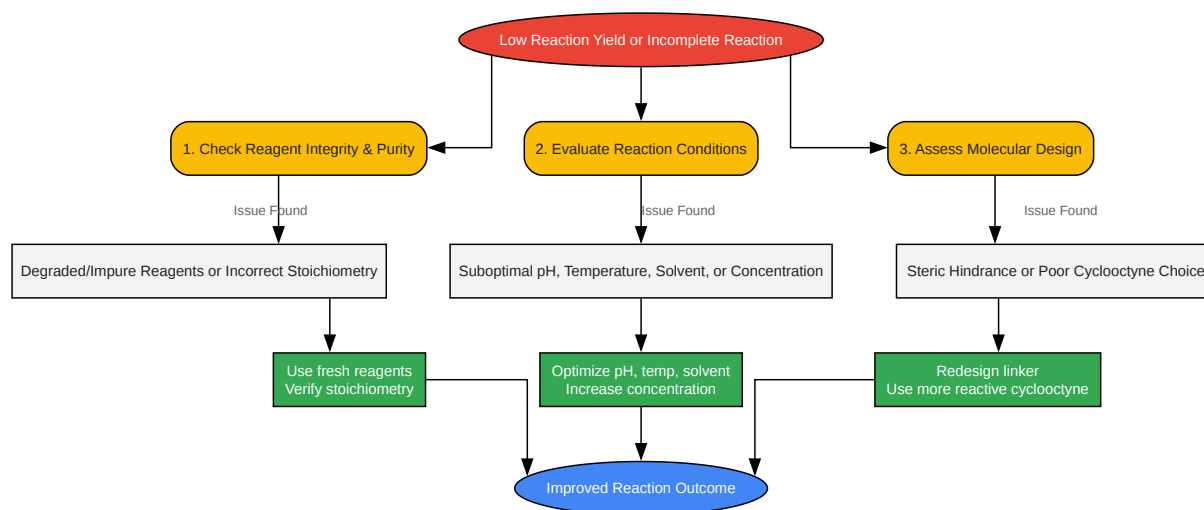 Low Reaction Yield or Incomplete Reaction
1. Check Reagent Integrity & Purity
2. Evaluate Reaction Conditions
3. Assess Molecular Design
Issue Found
Issue Found
Issue Found
Degraded/Impure Reagents or Incorrect Stoichiometry
Suboptimal pH, Temperature, Solvent, or Concentration
Steric Hindrance or Poor Cyclooctyne Choice
Use fresh reagents
Verify stoichiometry
Optimize pH, temp, solvent
Increase concentration
Redesign linker
Use more reactive cyclooctyne
Improved Reaction Outcome